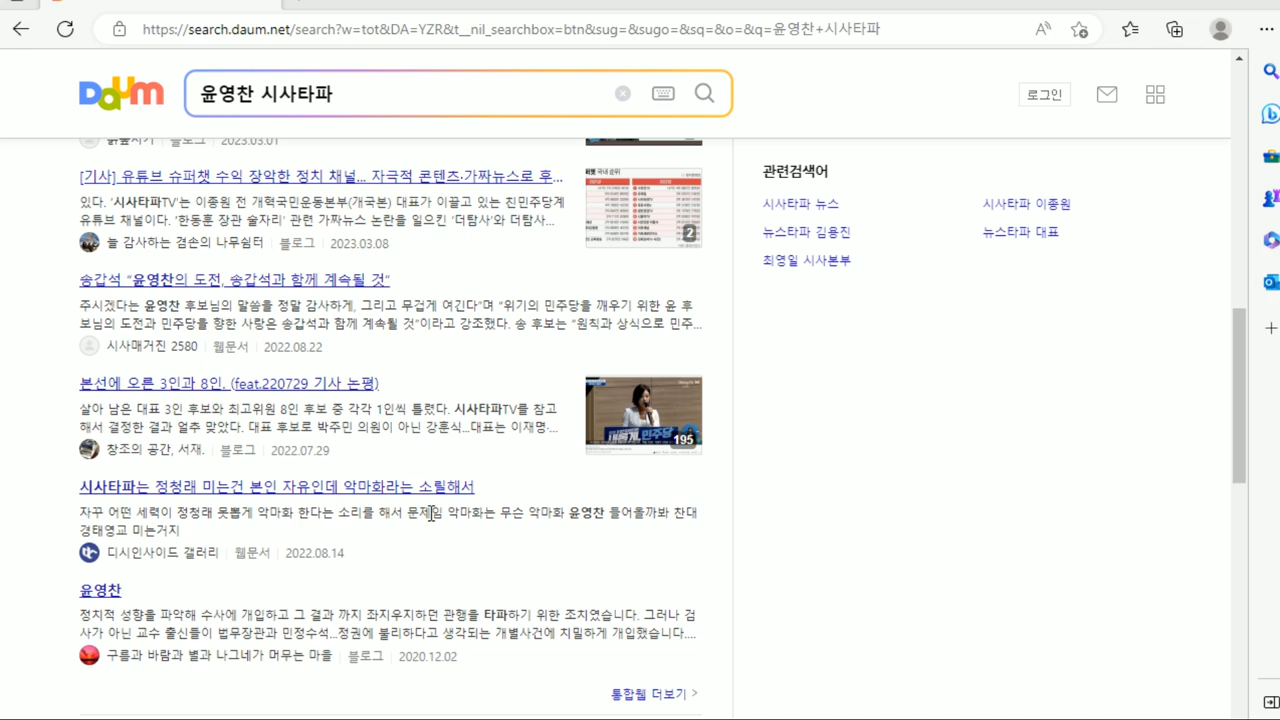 https://search.daum.net/search?w=tot&DA=YZR&t__nil_searchbox=btn&sug=&sugo=&sq=&o=&q=윤영찬+시사타파
Daum
윤영찬 시사타파
로그인
블로그 2023.03.01
[기사] 유튜브 슈퍼챗 수익 장악한 정치 채널... 자극적 콘텐츠·가짜뉴스로 후...
있다. '시사타파TV'는 이종원 전 개혁국민운동본부(개국본) 대표가 이끌고 있는 친민주당계
유튜브 채널이다.
늘 감사하는 겸손의 나무쉼터 블로그 2023.03.08
2
송갑석 "윤영찬의 도전, 송갑석과 함께 계속될 것"
주시겠다는 윤영찬 후보님의 말씀을 정말 감사하게, 그리고 무겁게 여긴다"며 "위기의 민주당을 깨우기 위한 윤 후
보님의 도전과 민주당을 향한 사랑은 송갑석과 함께 계속될 것"이라고 강조했다. 송 후보는 "원칙과 상식으로 민주...
시사매거진 2580 웹문서 2022.08.22
본선에 오른 3인과 8인. (feat.220729 기사 논평)
살아 남은 대표 3인 후보와 최고위원 8인 후보 중 각각 1인씩 틀렸다. 시사타파TV를 참고
해서 결정한 결과 얼추 맞았다. 대표 후보로 박주민 의원이 아닌 강훈식...대표는 이재명·...
창조의 공간, 서재. 블로그 2022.07.29
195
시사타파는 정청래 미는건 본인 자유인데 악마화라는 소릴해서
자꾸 어떤 세력이 정청래 못뽑게 악마화 한다는 소리를 해서 문제임 악마화는 무슨 악마화 윤영찬 들어올까봐 찬대
경태영교 미는거지
디시인사이드 갤러리 웹문서 2022.08.14
윤영찬
정치적 성향을 파악해 수사에 개입하고 그 결과 까지 좌지우지하던 관행을 타파하기 위한 조치였습니다. 그러나 검
사가 아닌 교수 출신들이 법무장관과 민정수석...정권에 불리하다고 생각되는 개별사건에 치밀하게 개입했습니다....
구름과 바람과 별과 나그네가 머무는 마을 블로그 2020.12.02
통합웹 더보기
관련검색어
시사타파 뉴스 시사타파 이종원
뉴스타파 김용진 뉴스타파 대표
최영일 시사본부